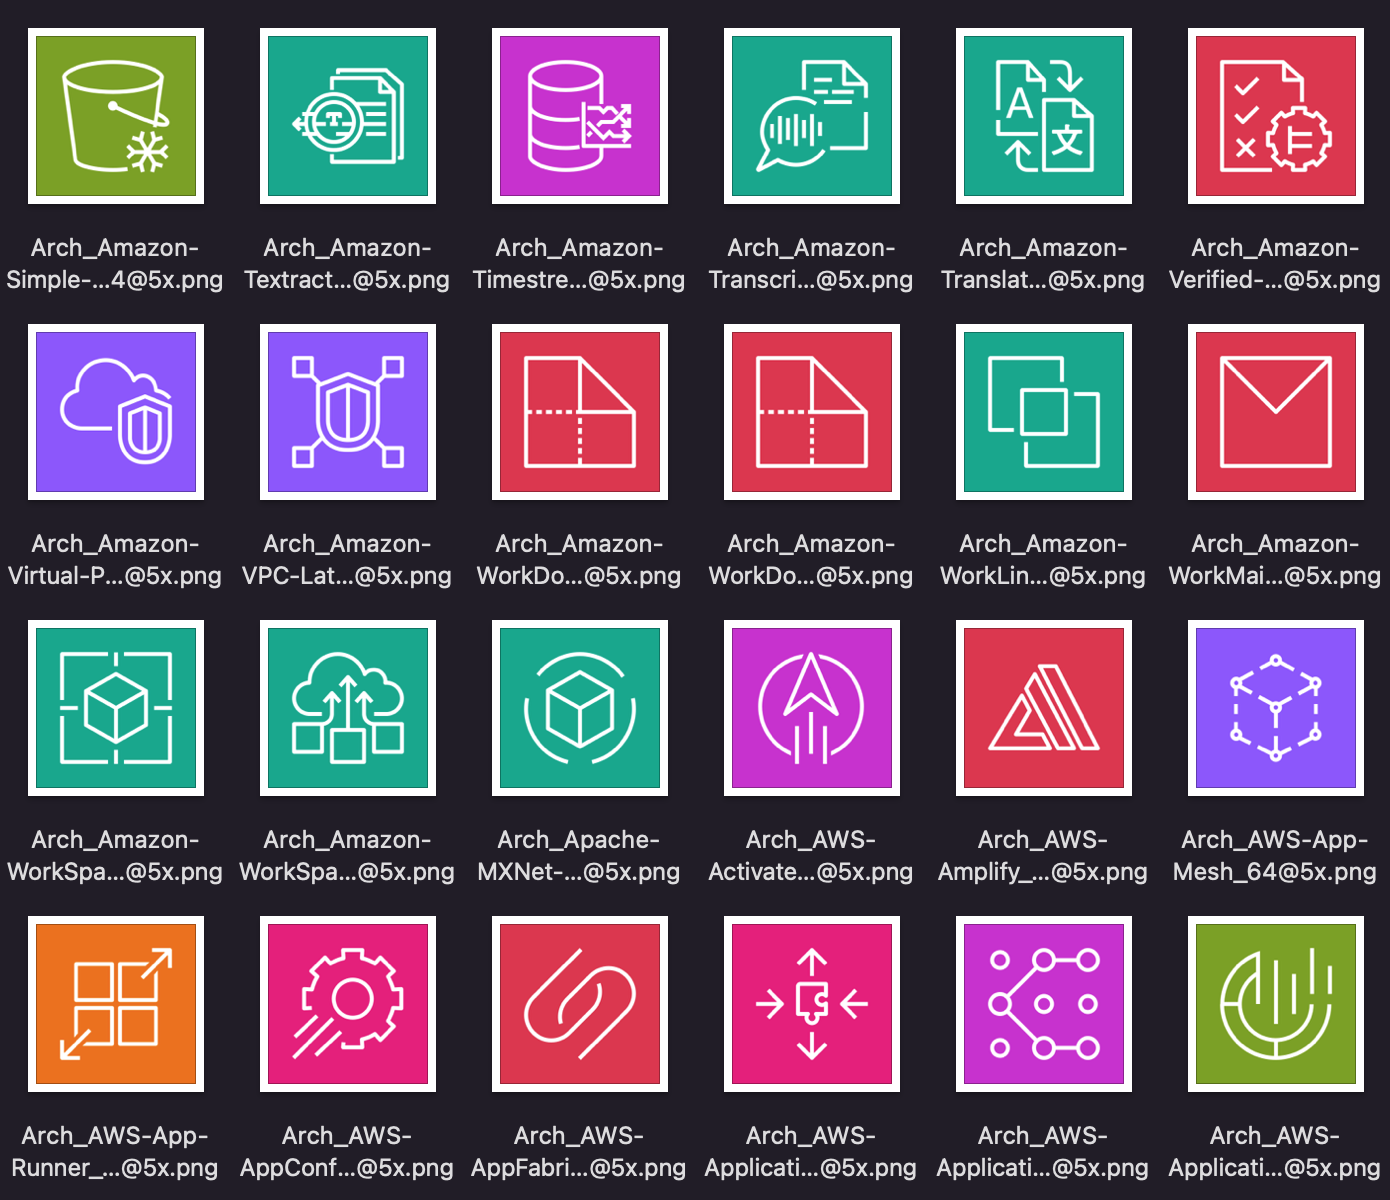 Arch_Amazon-
Simple-...4@5x.png
Arch_Amazon-
Textract...@5x.png
Arch_Amazon-
Timestre...@5x.png
Arch_Amazon-
Transcri...@5x.png
Arch_Amazon-
Translat...@5x.png
Arch_Amazon-
Verified-...@5x.png
Arch_Amazon-
Virtual-P...@5x.png
Arch_Amazon-
VPC-Lat...@5x.png
Arch_Amazon-
WorkDo...@5x.png
Arch_Amazon-
WorkDo...@5x.png
Arch_Amazon-
WorkLin...@5x.png
Arch_Amazon-
WorkMai...@5x.png
Arch_Amazon-
WorkSpa...@5x.png
Arch_Amazon-
WorkSpa...@5x.png
Arch_Apache-
MXNet-...@5x.png
Arch_AWS-
Activate...@5x.png
Arch_AWS-
Amplify_...@5x.png
Arch_AWS-App-
Mesh_64@5x.png
Arch_AWS-App-
Runner_...@5x.png
Arch_AWS-
AppConf...@5x.png
Arch_AWS-
AppFabri...@5x.png
Arch_AWS-
Applicati...@5x.png
Arch_AWS-
Applicati...@5x.png
Arch_AWS-
Applicati...@5x.png
T
A
文